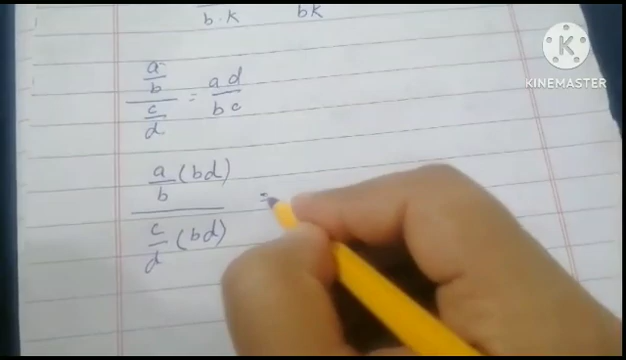 b·k bk
K
KINEMASTER
a/b
―― = ad/bc
c/d
a/b (bd)
―――― =
c/d (bd)